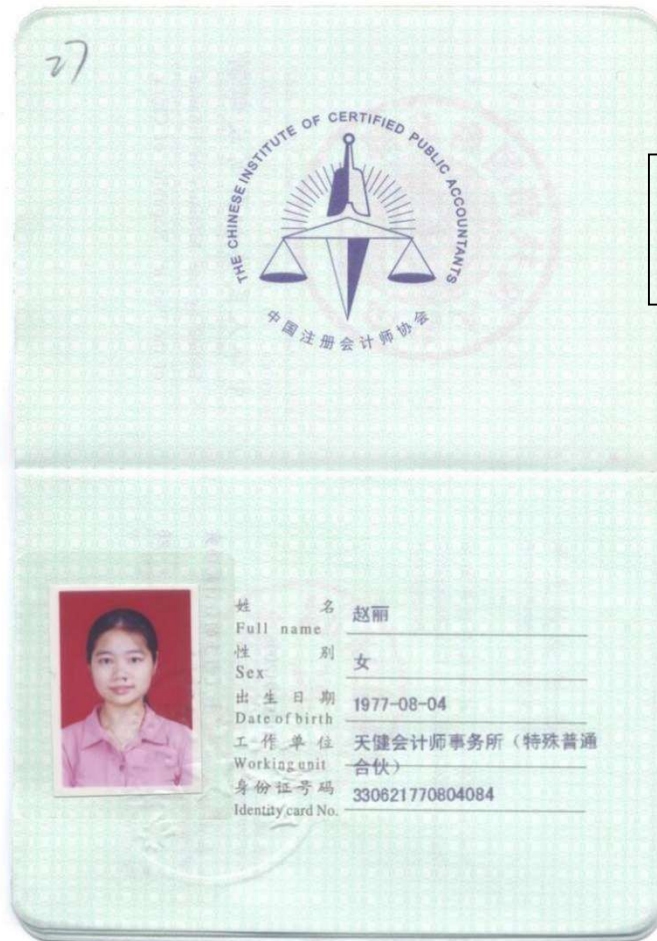 27
THE CHINESE INSTITUTE OF CERTIFIED PUBLIC ACCOUNTANTS
中国注册会计师协会
姓 名 赵丽
Full name
性 别 女
Sex
出生日期 1977-08-04
Date of birth
工作单位 天健会计师事务所（特殊普通
Working unit 合伙）
身份证号码 330621770804084
Identity card No.